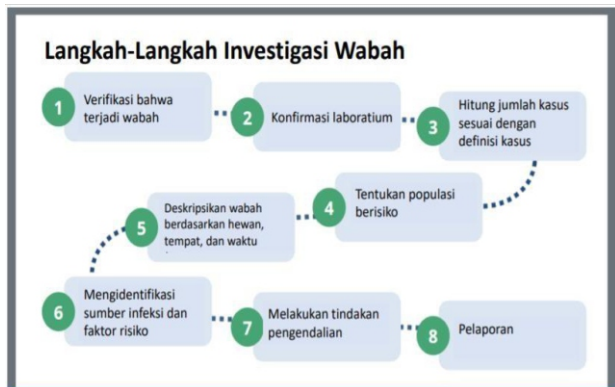 Langkah-Langkah Investigasi Wabah
1
Verifikasi bahwa
terjadi wabah
2
Konfirmasi laboratium
3
Hitung jumlah kasus
sesuai dengan
definisi kasus
4
Tentukan populasi
berisiko
5
Deskripsikan wabah
berdasarkan hewan,
tempat, dan waktu
6
Mengidentifikasi
sumber infeksi dan
faktor risiko
7
Melakukan tindakan
pengendalian
8
Pelaporan